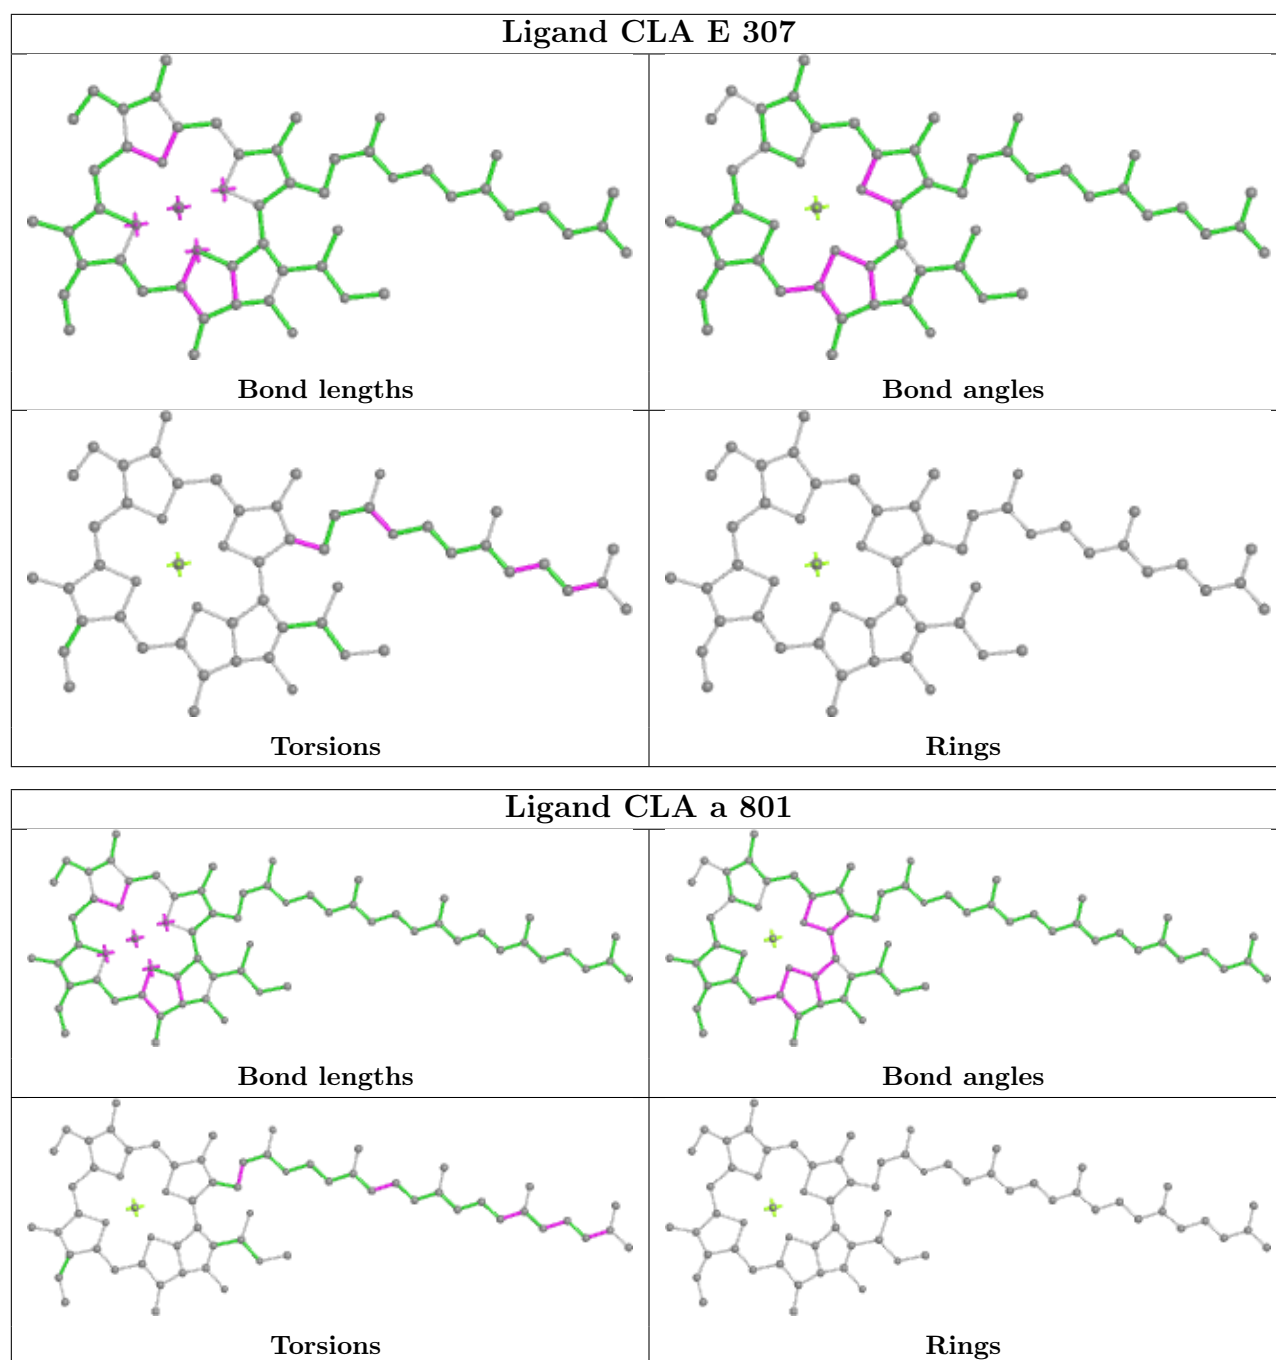 Ligand CLA E 307
Bond lengths
Bond angles
Torsions
Rings
Ligand CLA a 801
Bond lengths
Bond angles
Torsions
Rings